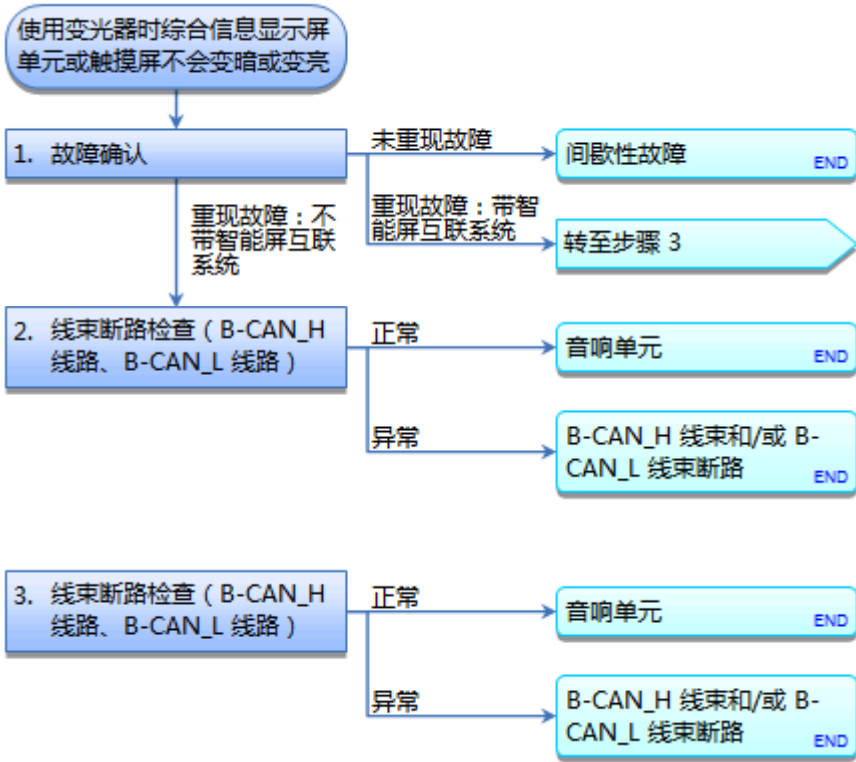 使用变光器时综合信息显示屏
单元或触摸屏不会变暗或变亮
1. 故障确认
未重现故障
间歇性故障
END
重现故障：带智
能屏互联系统
转至步骤 3
重现故障：不
带智能屏互联
系统
2. 线束断路检查（B-CAN_H
线路、B-CAN_L 线路）
正常
音响单元
END
异常
B-CAN_H 线束和/或 B-
CAN_L 线束断路
END
3. 线束断路检查（B-CAN_H
线路、B-CAN_L 线路）
正常
音响单元
END
异常
B-CAN_H 线束和/或 B-
CAN_L 线束断路
END